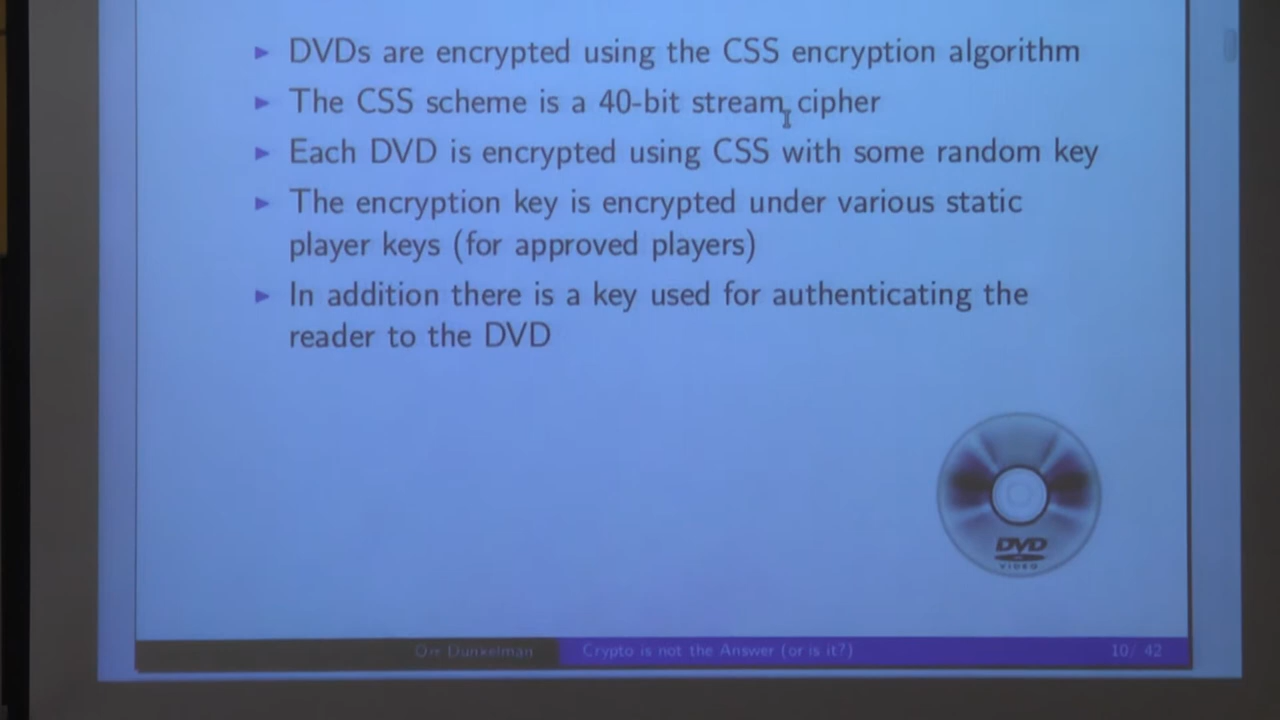 DVDs are encrypted using the CSS encryption algorithm
The CSS scheme is a 40-bit stream cipher
Each DVD is encrypted using CSS with some random key
The encryption key is encrypted under various static
player keys (for approved players)
In addition there is a key used for authenticating the
reader to the DVD
DVD
VIDEO
Orr Dunkelman Crypto is not the Answer (or is it?) 10/ 42